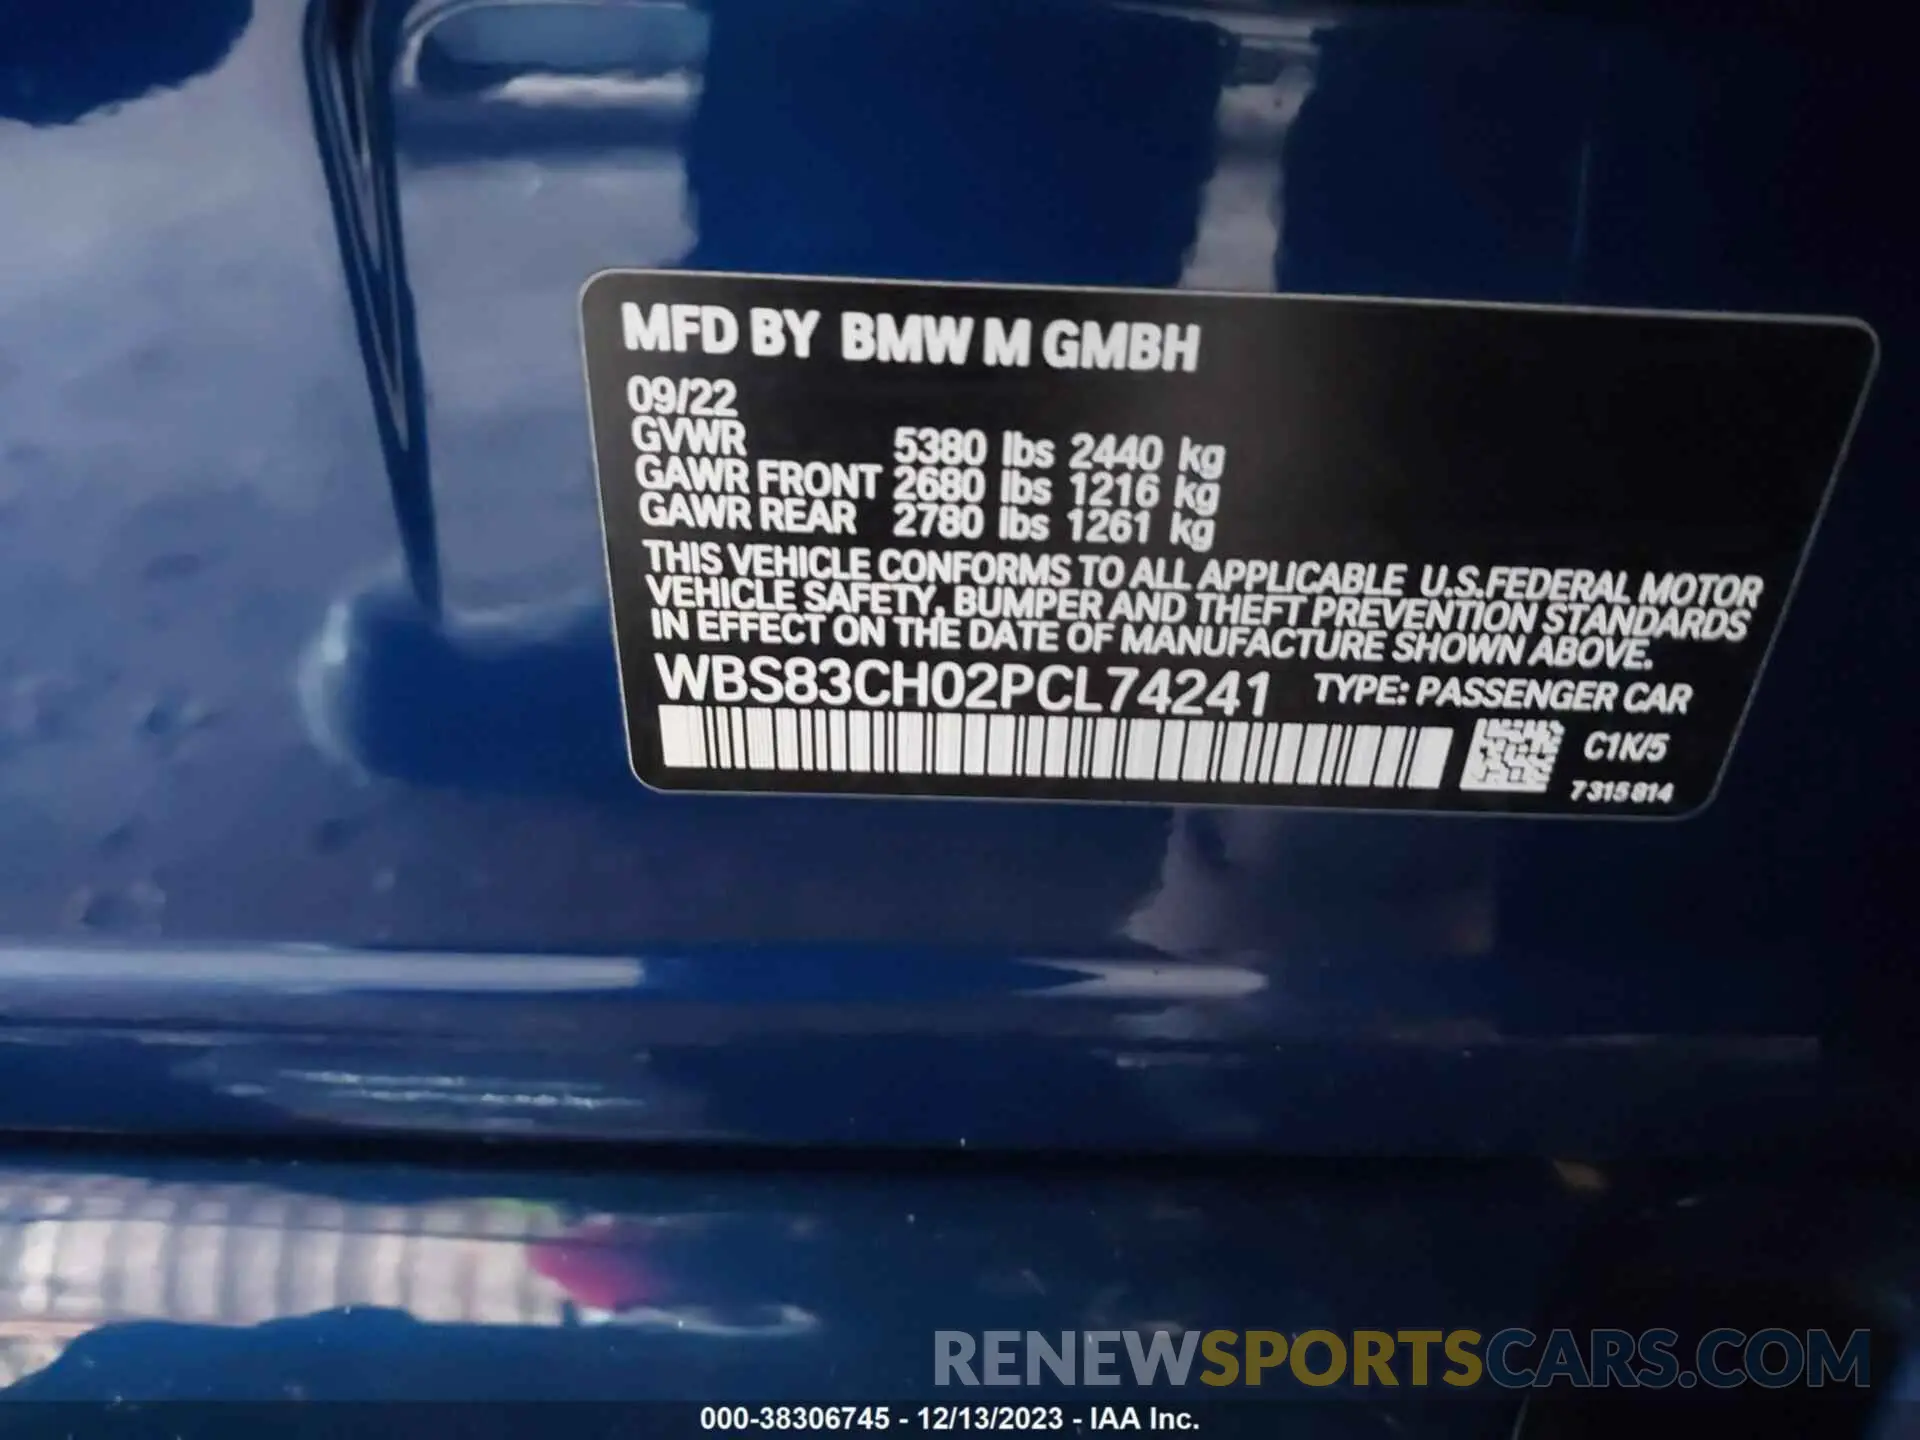 MFD BY BMW M GMBH
09/22
GVWR 5380 lbs 2440 kg
GAWR FRONT 2680 lbs 1216 kg
GAWR REAR 2780 lbs 1261 kg
THIS VEHICLE CONFORMS TO ALL APPLICABLE U.S.FEDERAL MOTOR
VEHICLE SAFETY, BUMPER AND THEFT PREVENTION STANDARDS
IN EFFECT ON THE DATE OF MANUFACTURE SHOWN ABOVE.
WBS83CH02PCL74241 TYPE: PASSENGER CAR
C1K/5
7315814
RENEWSPORTSCARS.COM
000-38306745 - 12/13/2023 - IAA Inc.